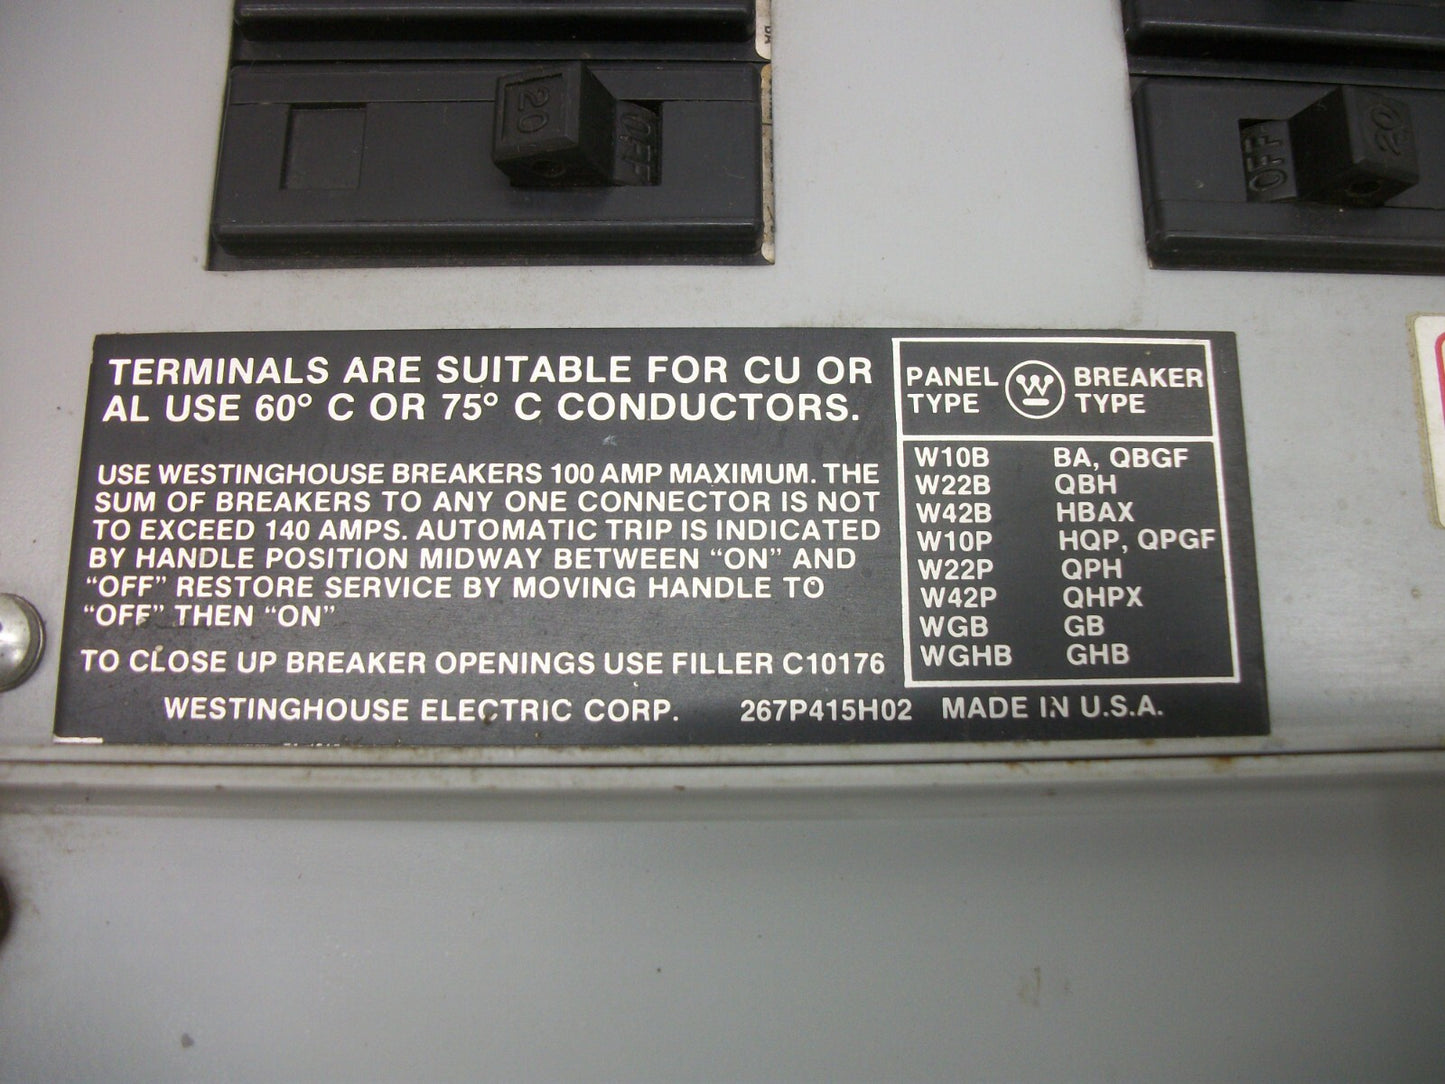 20
OFF
OFF
20
TERMINALS ARE SUITABLE FOR CU OR
AL USE 60° C OR 75° C CONDUCTORS.
USE WESTINGHOUSE BREAKERS 100 AMP MAXIMUM. THE
SUM OF BREAKERS TO ANY ONE CONNECTOR IS NOT
TO EXCEED 140 AMPS. AUTOMATIC TRIP IS INDICATED
BY HANDLE POSITION MIDWAY BETWEEN “ON” AND
“OFF” RESTORE SERVICE BY MOVING HANDLE TO
“OFF” THEN “ON”
TO CLOSE UP BREAKER OPENINGS USE FILLER C10176
WESTINGHOUSE ELECTRIC CORP. 267P415H02 MADE IN U.S.A.
PANEL TYPE W BREAKER TYPE
W10B BA, QBGF
W22B QBH
W42B HBAX
W10P HQP, QPGF
W22P QPH
W42P QHPX
WGB GB
WGHB GHB